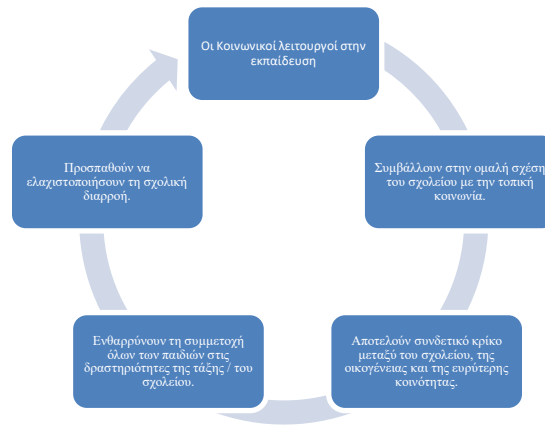 Οι Κοινωνικοί λειτουργοί στην
εκπαίδευση
Συμβάλλουν στην ομαλή σχέση
του σχολείου με την τοπική
κοινωνία.
Αποτελούν συνδετικό κρίκο
μεταξύ του σχολείου, της
οικογένειας και της ευρύτερης
κοινότητας.
Ενθαρρύνουν τη συμμετοχή
όλων των παιδιών στις
δραστηριότητες της τάξης / του
σχολείου.
Προσπαθούν να
ελαχιστοποιήσουν τη σχολική
διαρροή.